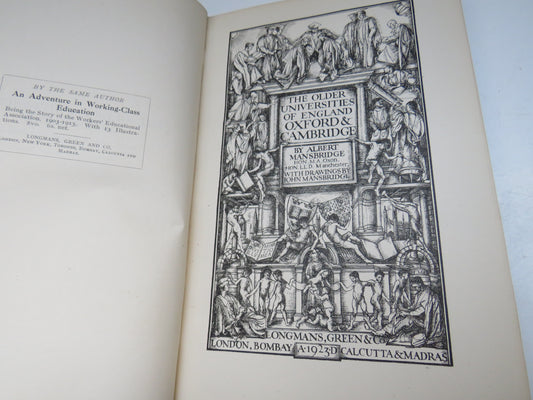 BY THE SAME AUTHOR
An Adventure in Working-Class
Education
Being the Story of the Workers' Educational
Association, 1903-1915. With 13 Illustra-
tions. 8vo. 6s. net.
LONGMANS, GREEN AND CO.
LONDON, NEW YORK, TORONTO, BOMBAY, CALCUTTA AND
MADRAS.
THE OLDER
UNIVERSITIES
OF ENGLAND
OXFORD &
CAMBRIDGE
BY ALBERT
MANSBRIDGE
HON. M.A. Oxon.
HON. LL.D. Manchester,
WITH DRAWINGS BY
JOHN MANSBRIDGE
LONGMANS, GREEN & Co
LONDON, BOMBAY A·1923·D CALCUTTA & MADRAS